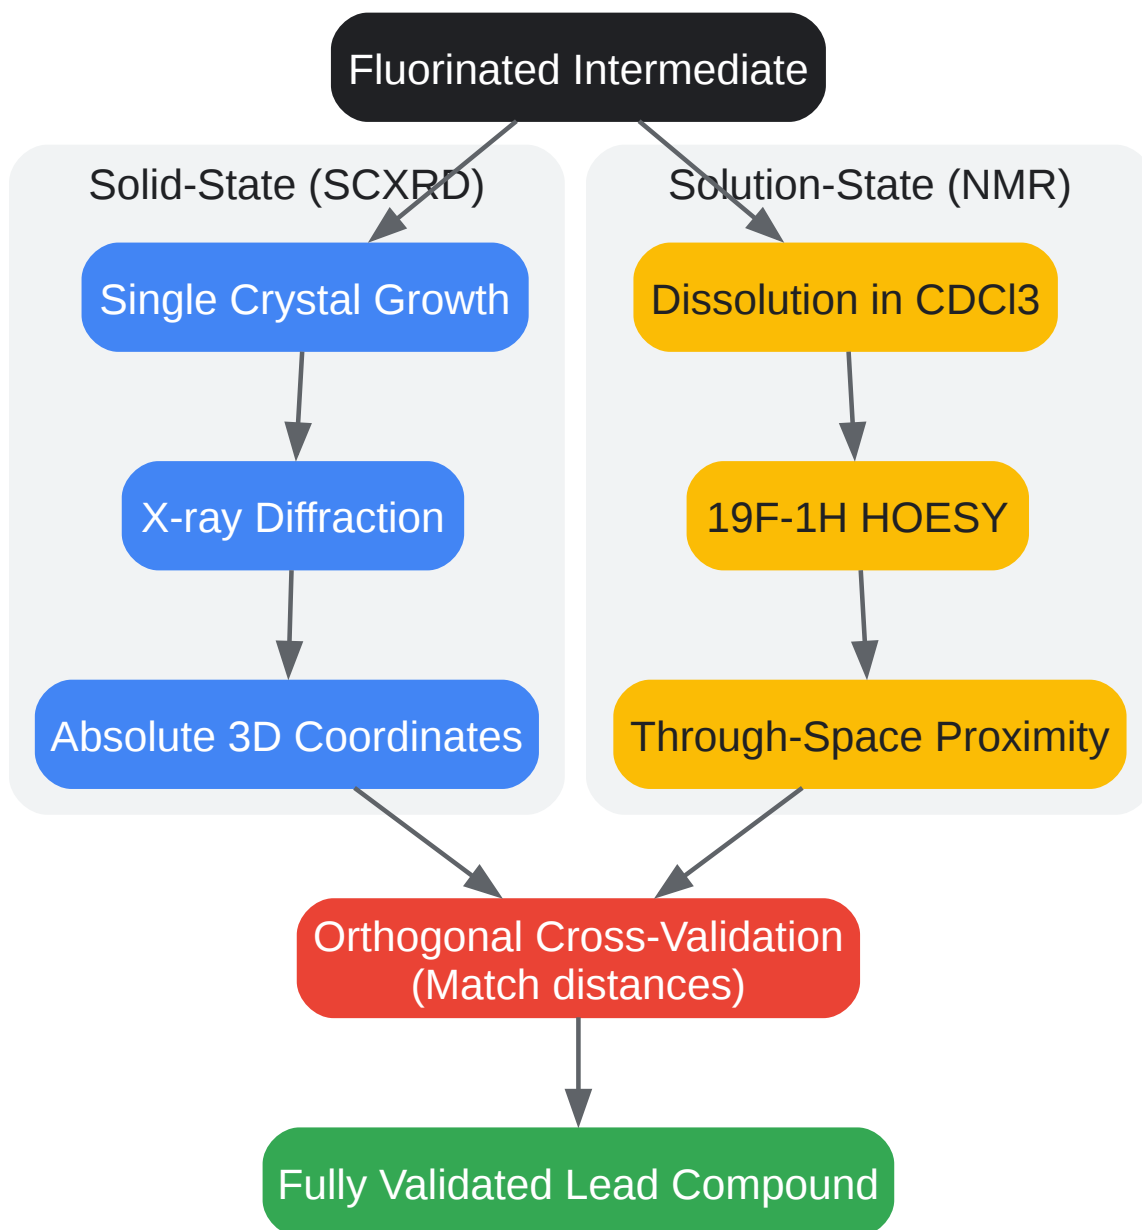 Fluorinated Intermediate
Solid-State (SCXRD)
Single Crystal Growth
X-ray Diffraction
Absolute 3D Coordinates
Solution-State (NMR)
Dissolution in CDCl3
19F-1H HOESY
Through-Space Proximity
Orthogonal Cross-Validation
(Match distances)
Fully Validated Lead Compound